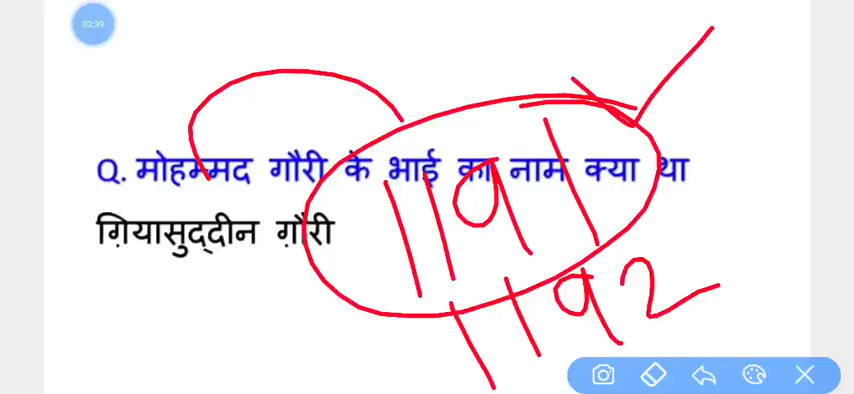 02:39
Q. मोहम्मद गौरी के भाई का नाम क्या था
ग़ियासुद्दीन ग़ौरी
1191
1192